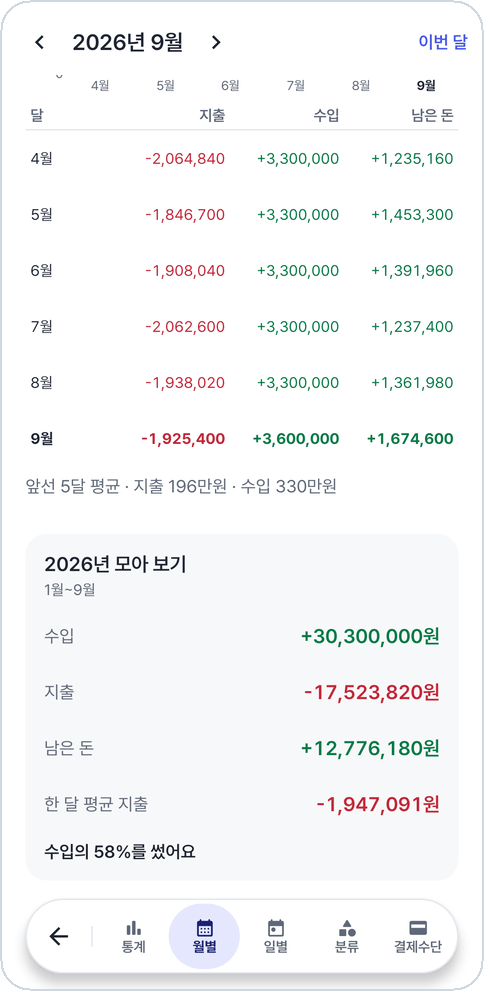 2026년 9월 이번 달
4월 5월 6월 7월 8월 9월
달 지출 수입 남은 돈
4월 -2,064,840 +3,300,000 +1,235,160
5월 -1,846,700 +3,300,000 +1,453,300
6월 -1,908,040 +3,300,000 +1,391,960
7월 -2,062,600 +3,300,000 +1,237,400
8월 -1,938,020 +3,300,000 +1,361,980
9월 -1,925,400 +3,600,000 +1,674,600
앞선 5달 평균 · 지출 196만원 · 수입 330만원
2026년 모아 보기
1월~9월
수입 +30,300,000원
지출 -17,523,820원
남은 돈 +12,776,180원
한 달 평균 지출 -1,947,091원
수입의 58%를 썼어요
통계 월별 일별 분류 결제수단